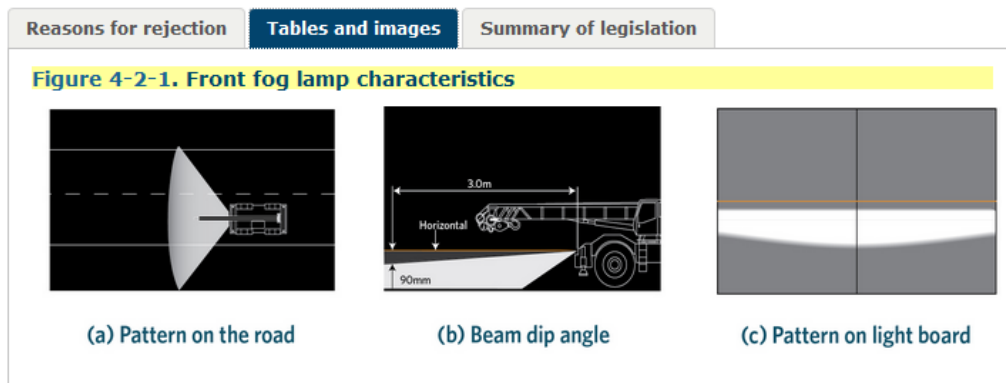 Reasons for rejection
Tables and images
Summary of legislation
Figure 4-2-1. Front fog lamp characteristics
3.0m
Horizontal
90mm
(a) Pattern on the road
(b) Beam dip angle
(c) Pattern on light board